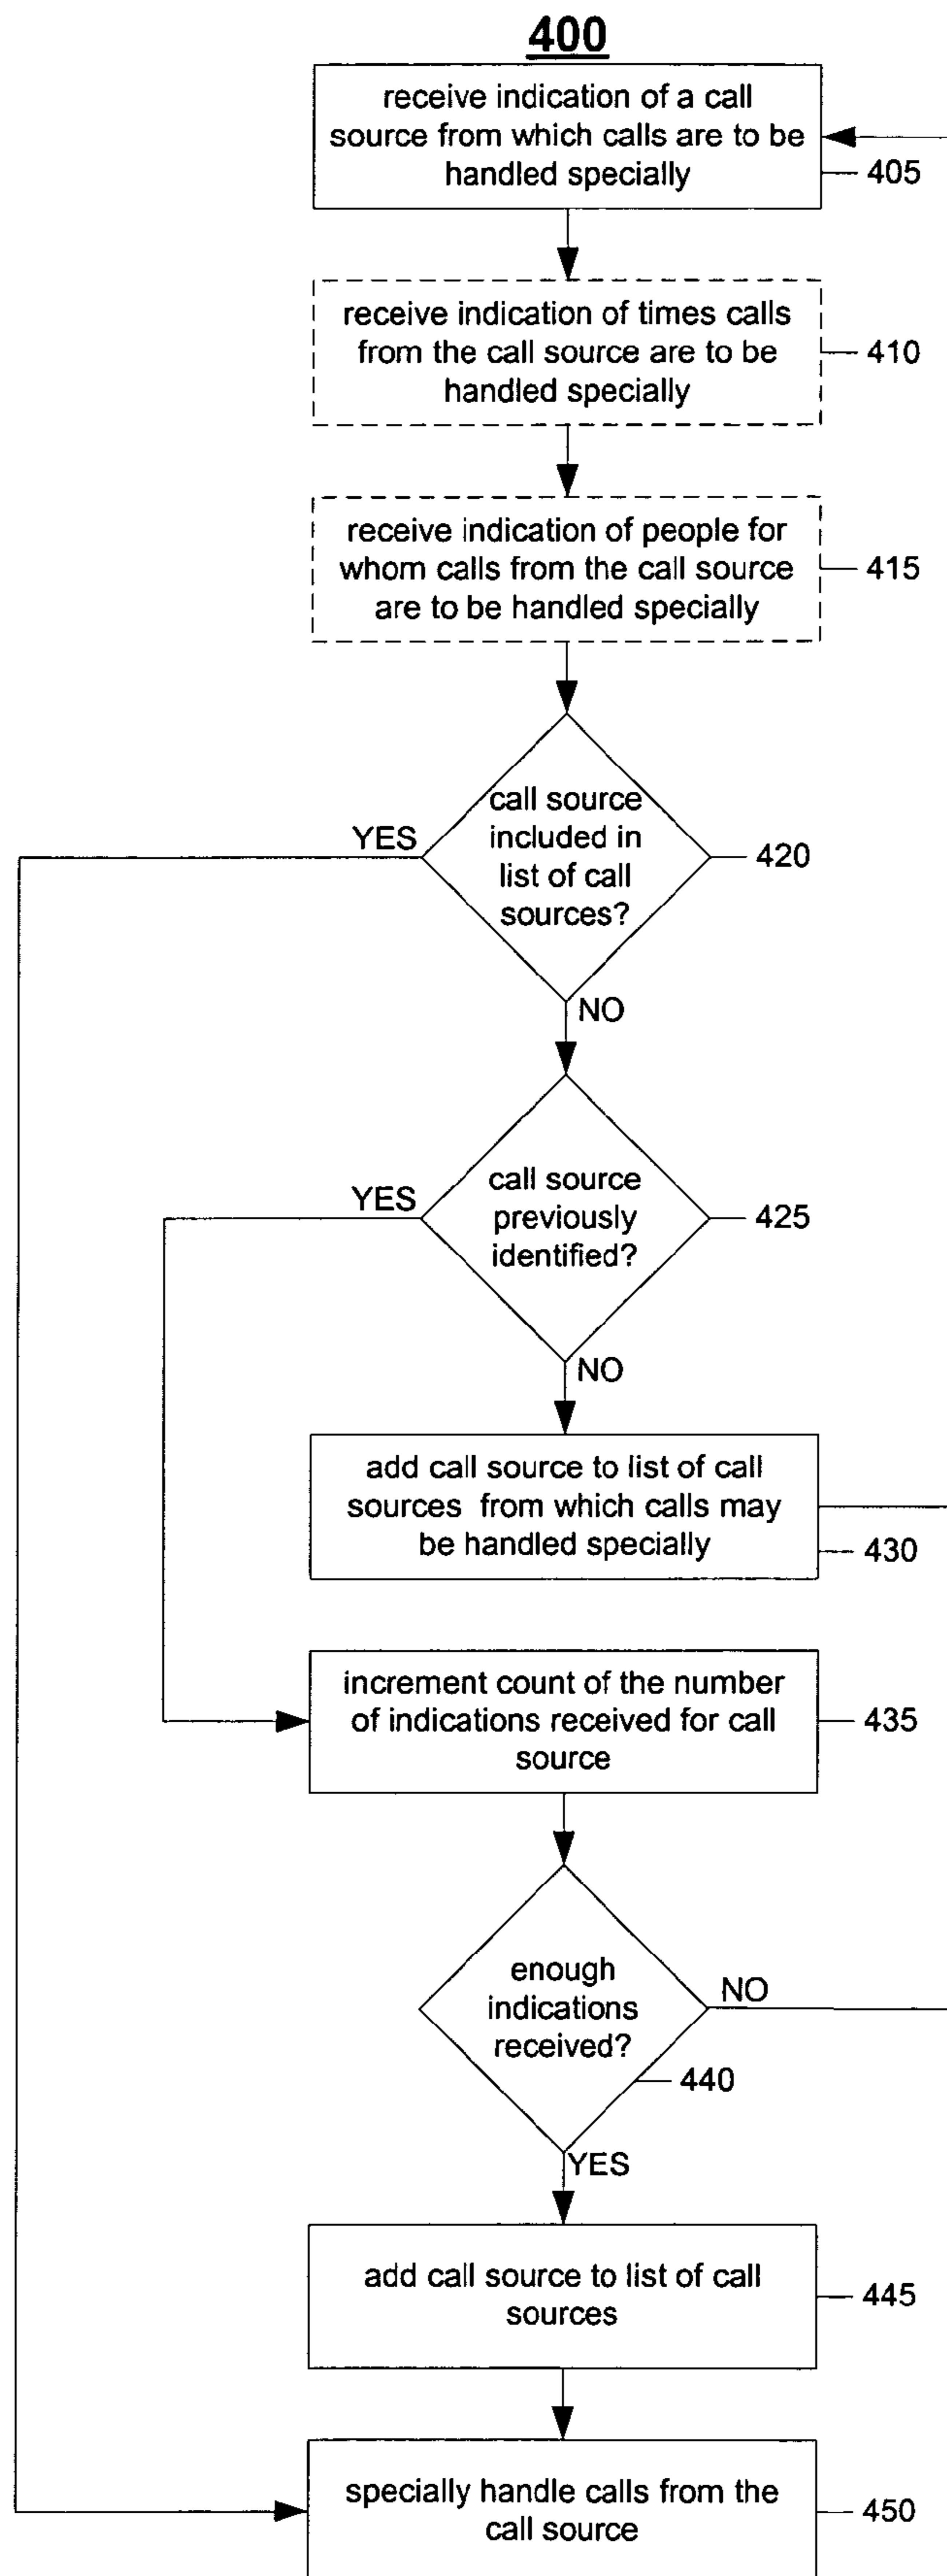 400
receive indication of a call
source from which calls are to be
handled specially
405
receive indication of times calls
from the call source are to be
handled specially
410
receive indication of people for
whom calls from the call source
are to be handled specially
415
call source
included in
list of call
sources?
YES
420
NO
call source
previously
identified?
YES
425
NO
add call source to list of call
sources from which calls may
be handled specially
430
increment count of the number
of indications received for call
source
435
enough
indications
received?
NO
440
YES
add call source to list of call
sources
445
specially handle calls from the
call source
450